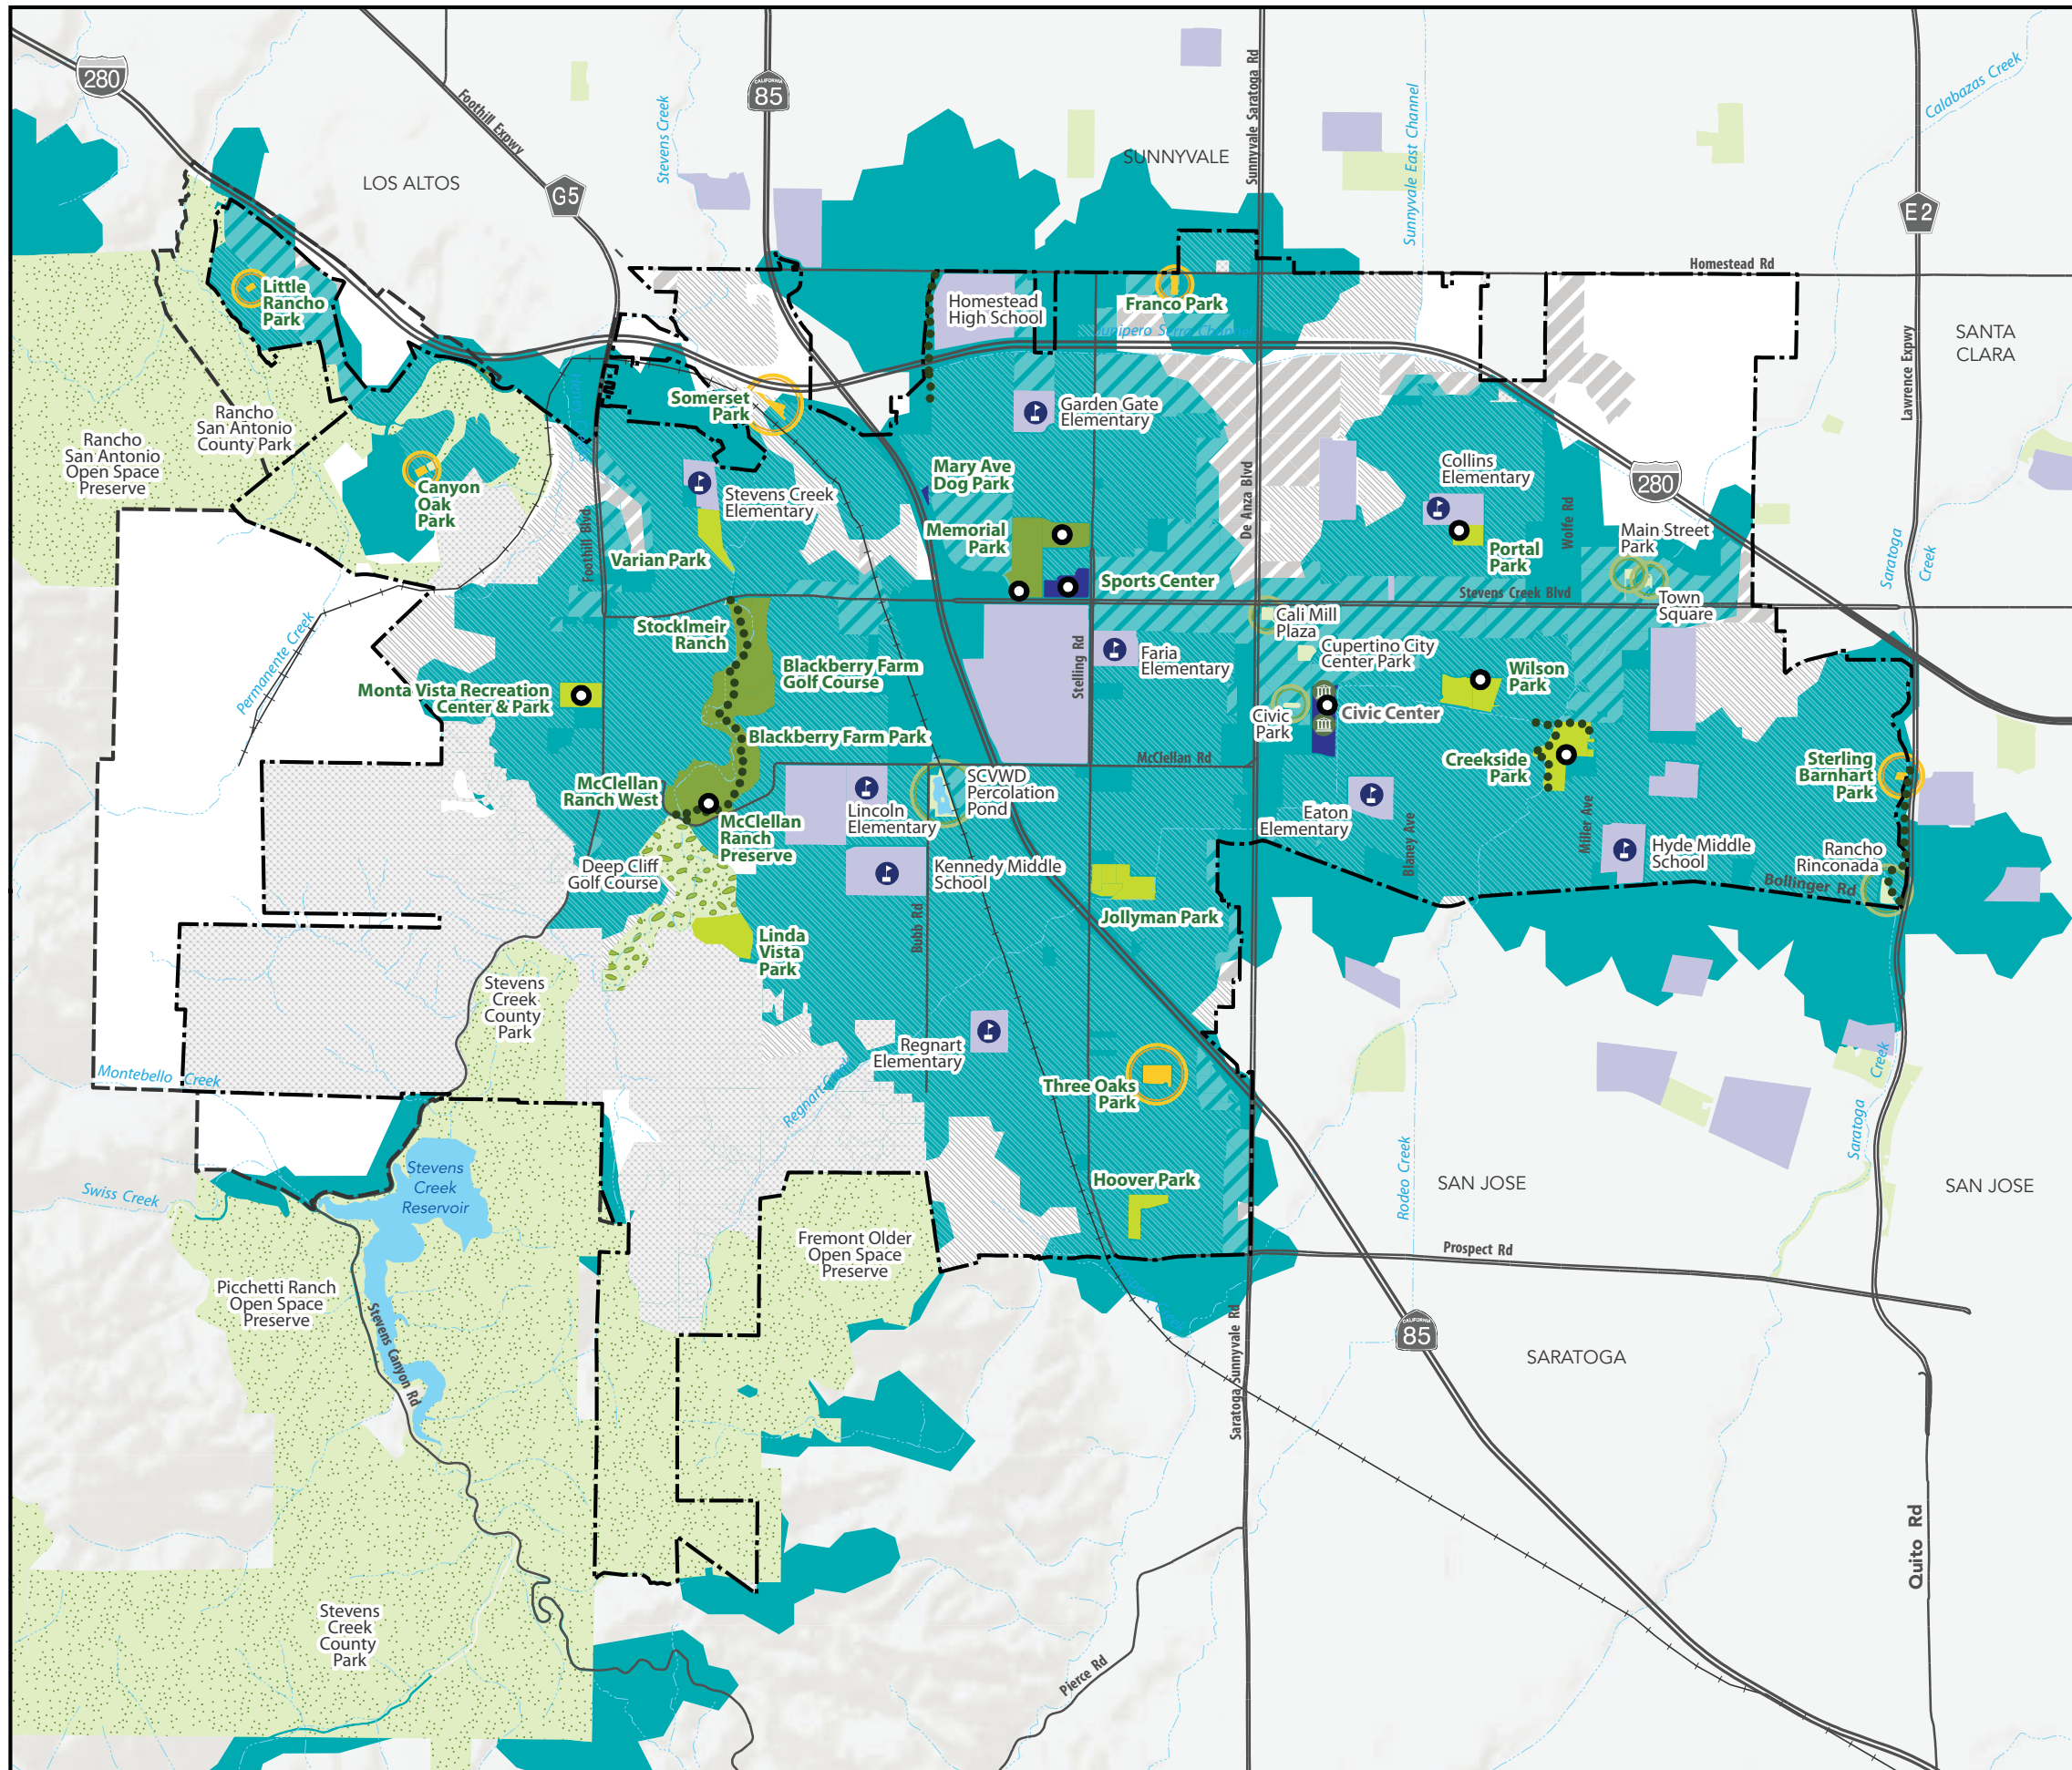 280
Foothill Expwy
CALIFORNIA
85
Stevens Creek
Sunnyvale Saratoga Rd
Sunnyvale East Channel
Calabazas Creek
LOS ALTOS
G5
SUNNYVALE
E2
Homestead Rd
Little
Rancho
Park
Homestead
High School
Franco Park
Junipero Serra Channel
SANTA
CLARA
Lawrence Expwy
Somerset
Park
Garden Gate
Elementary
Rancho
San Antonio
County Park
Rancho
San Antonio
Open Space
Preserve
Canyon
Oak
Park
Stevens Creek
Elementary
Mary Ave
Dog Park
Memorial
Park
De Anza Blvd
Collins
Elementary
280
Wolfe Rd
Main Street
Park
Portal
Park
Foothill Blvd
Varian Park
Sports Center
Stevens Creek Blvd
Town
Square
Saratoga
Creek
Permanente Creek
Stocklmeir
Ranch
Cali Mill
Plaza
Cupertino City
Center Park
Faria
Elementary
Stelling Rd
Blackberry Farm
Golf Course
Wilson
Park
Monta Vista Recreation
Center & Park
Civic
Park
Civic Center
Blackberry Farm Park
McClellan Rd
Creekside
Park
Sterling
Barnhart
Park
McClellan
Ranch West
SCVWD
Percolation
Pond
Lincoln
Elementary
McClellan
Ranch
Preserve
Eaton
Elementary
Blaney Ave
Miller Ave
Hyde Middle
School
Rancho
Rinconada
Bollinger Rd
Deep Cliff
Golf Course
Kennedy Middle
School
Bubb Rd
Jollyman Park
Linda
Vista
Park
Stevens
Creek
County
Park
Regnart
Elementary
Regnart Creek
Montebello Creek
Three Oaks
Park
Saratoga
Creek
Rodeo Creek
Swiss Creek
Stevens
Creek
Reservoir
Hoover Park
SAN JOSE
SAN JOSE
Fremont Older
Open Space
Preserve
Prospect Rd
Picchetti Ranch
Open Space
Preserve
Stevens Canyon Rd
Saratoga Sunnyvale Rd
CALIFORNIA
85
SARATOGA
Quito Rd
Stevens
Creek
County
Park
Pierce Rd